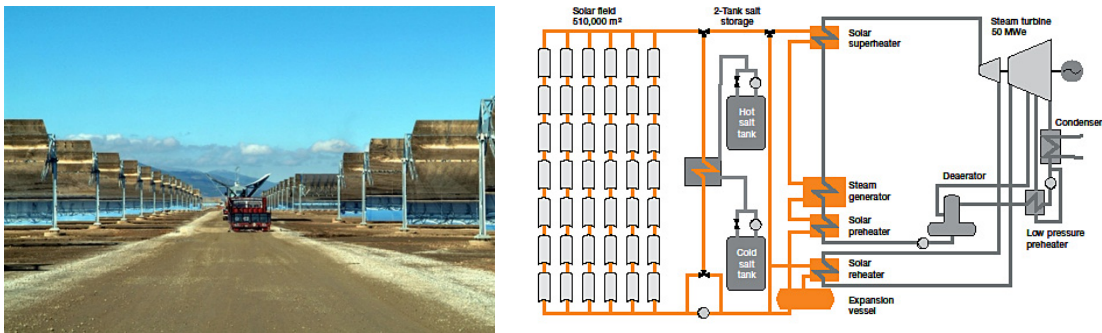 Solar field
510,000 m²
2-Tank salt
storage
Solar
superheater
Steam turbine
50 MWe
Hot
salt
tank
Condenser
Steam
generator
Deaerator
Solar
preheater
Low pressure
preheater
Cold
salt
tank
Solar
reheater
Expansion
vessel